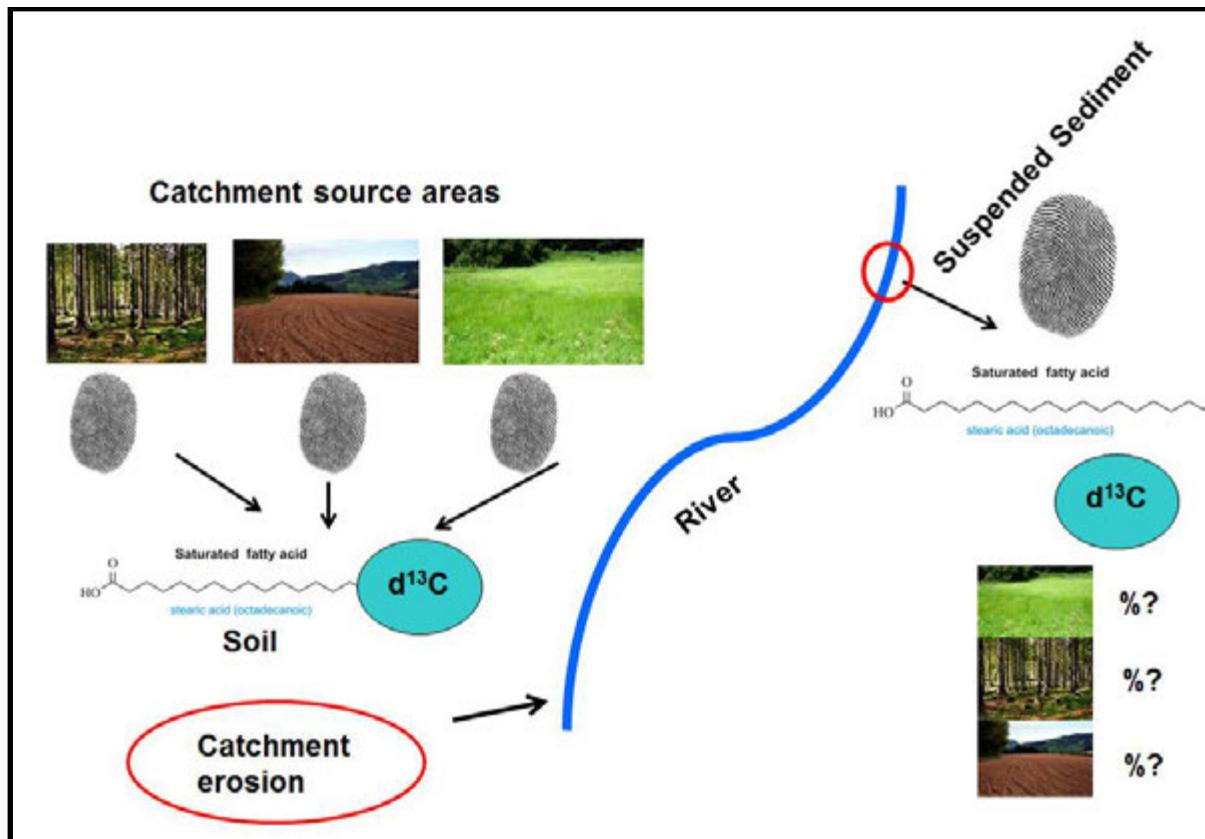 Catchment source areas
Saturated fatty acid
O
HO
stearic acid (octadecanoic)
d¹³C
Soil
Catchment
erosion
River
Suspended Sediment
Saturated fatty acid
O
HO
stearic acid (octadecanoic)
d¹³C
%?
%?
%?